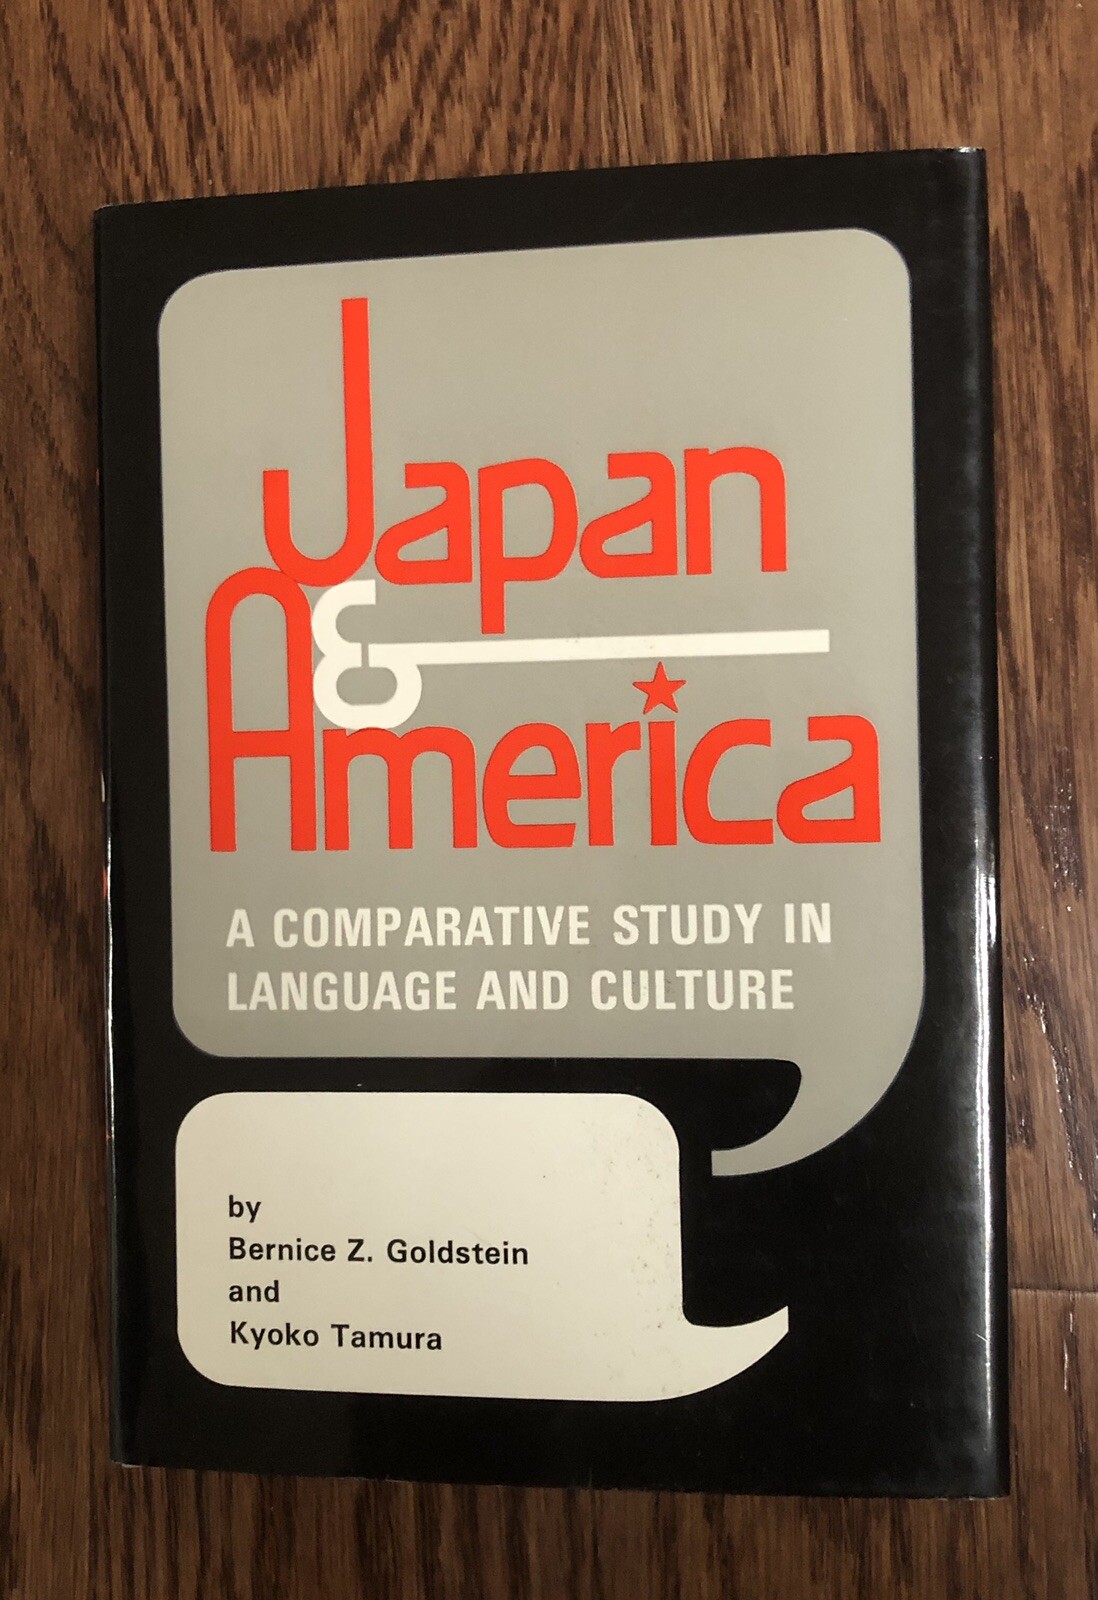 Japan
&
America
A COMPARATIVE STUDY IN
LANGUAGE AND CULTURE
by
Bernice Z. Goldstein
and
Kyoko Tamura